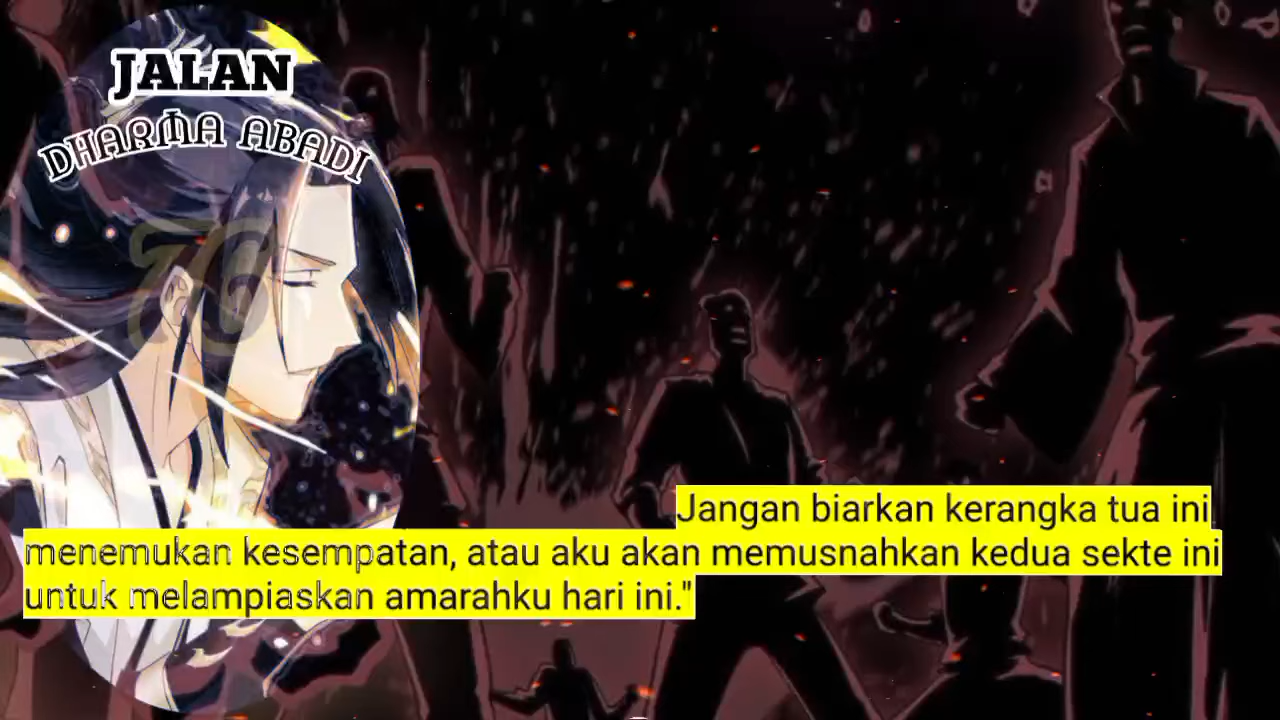 JALAN
DHARMA ABADI
Jangan biarkan kerangka tua ini
menemukan kesempatan, atau aku akan memusnahkan kedua sekte ini
untuk melampiaskan amarahku hari ini."